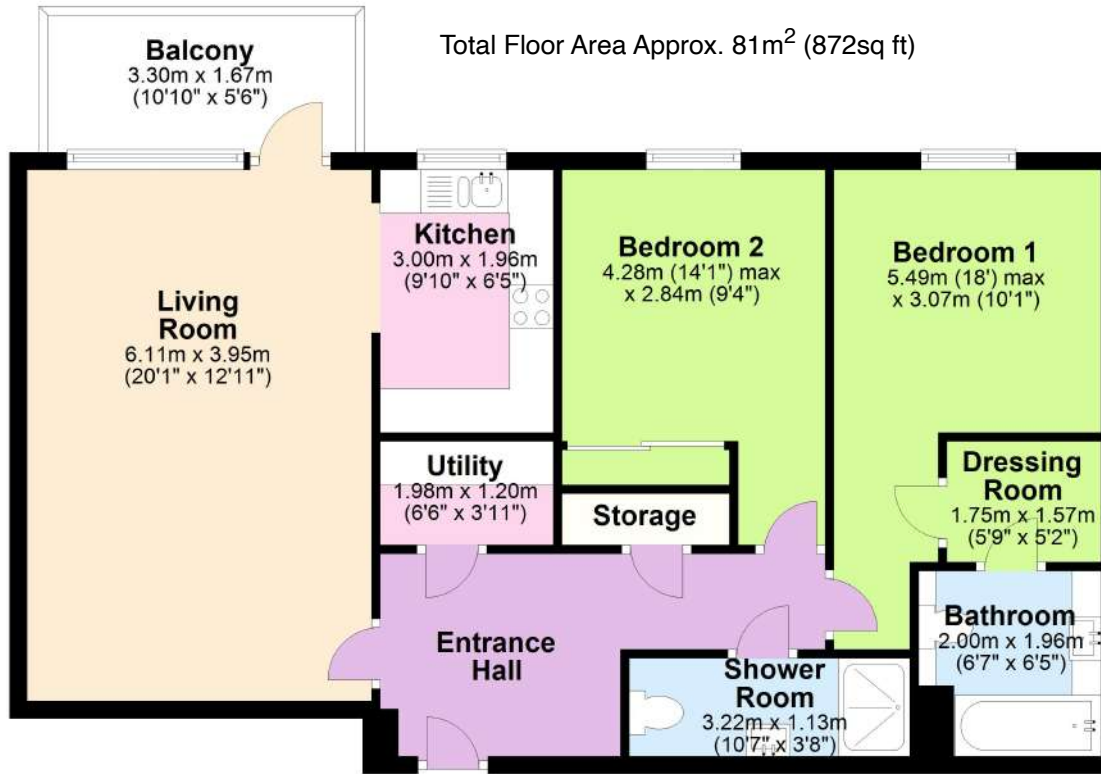 Total Floor Area Approx. 81m² (872sq ft)
Balcony
3.30m x 1.67m
(10'10" x 5'6")
Living
Room
6.11m x 3.95m
(20'1" x 12'11")
Kitchen
3.00m x 1.96m
(9'10" x 6'5")
Bedroom 2
4.28m (14'1") max
x 2.84m (9'4")
Bedroom 1
5.49m (18') max
x 3.07m (10'1")
Utility
1.98m x 1.20m
(6'6" x 3'11")
Storage
Dressing
Room
1.75m x 1.57m
(5'9" x 5'2")
Entrance
Hall
Shower
Room
3.22m x 1.13m
(10'7" x 3'8")
Bathroom
2.00m x 1.96m
(6'7" x 6'5")